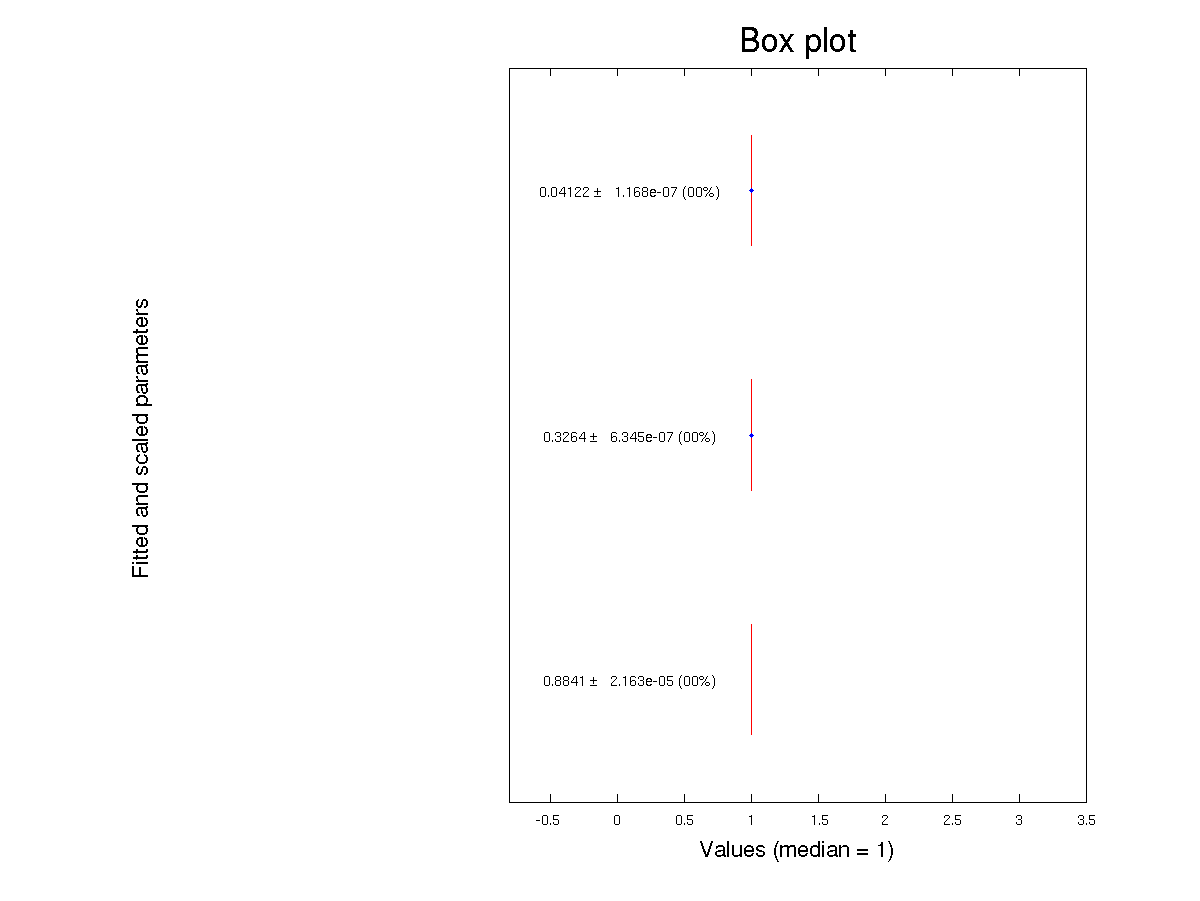 Box plot
0.04122 ± 1.168e-07 (00%)
0.3264 ± 6.345e-07 (00%)
0.8841 ± 2.163e-05 (00%)
Fitted and scaled parameters
-0.5 0 0.5 1 1.5 2 2.5 3 3.5
Values (median = 1)